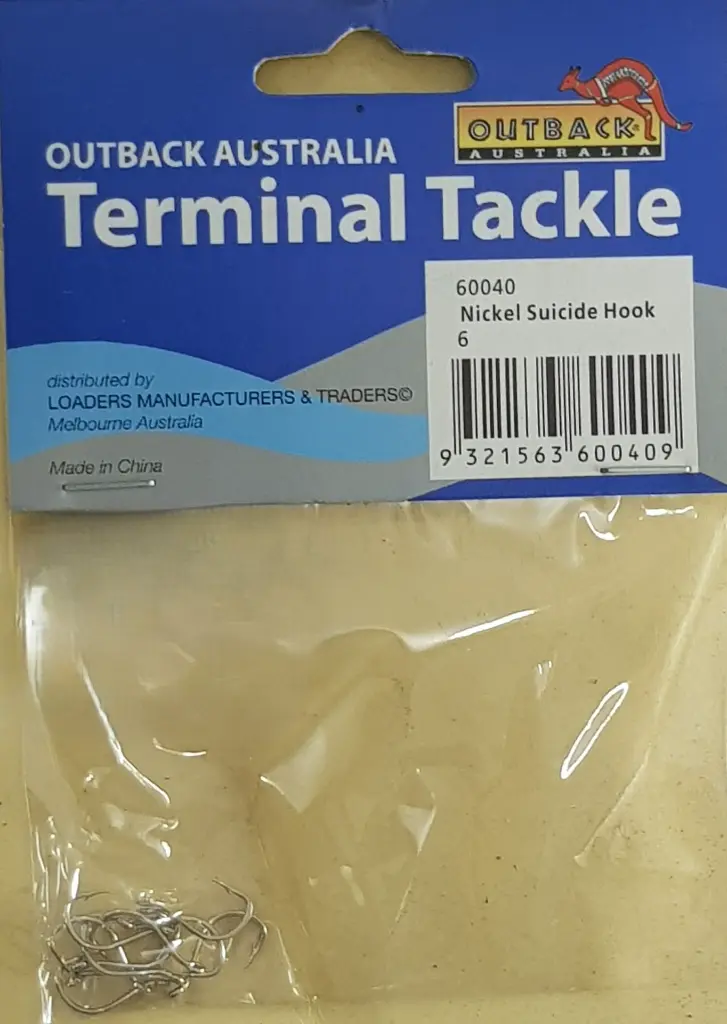 OUTBACK®
AUSTRALIA
OUTBACK AUSTRALIA
Terminal Tackle
60040
Nickel Suicide Hook
6
9 321563 600409
distributed by
LOADERS MANUFACTURERS & TRADERS©
Melbourne Australia
Made in China